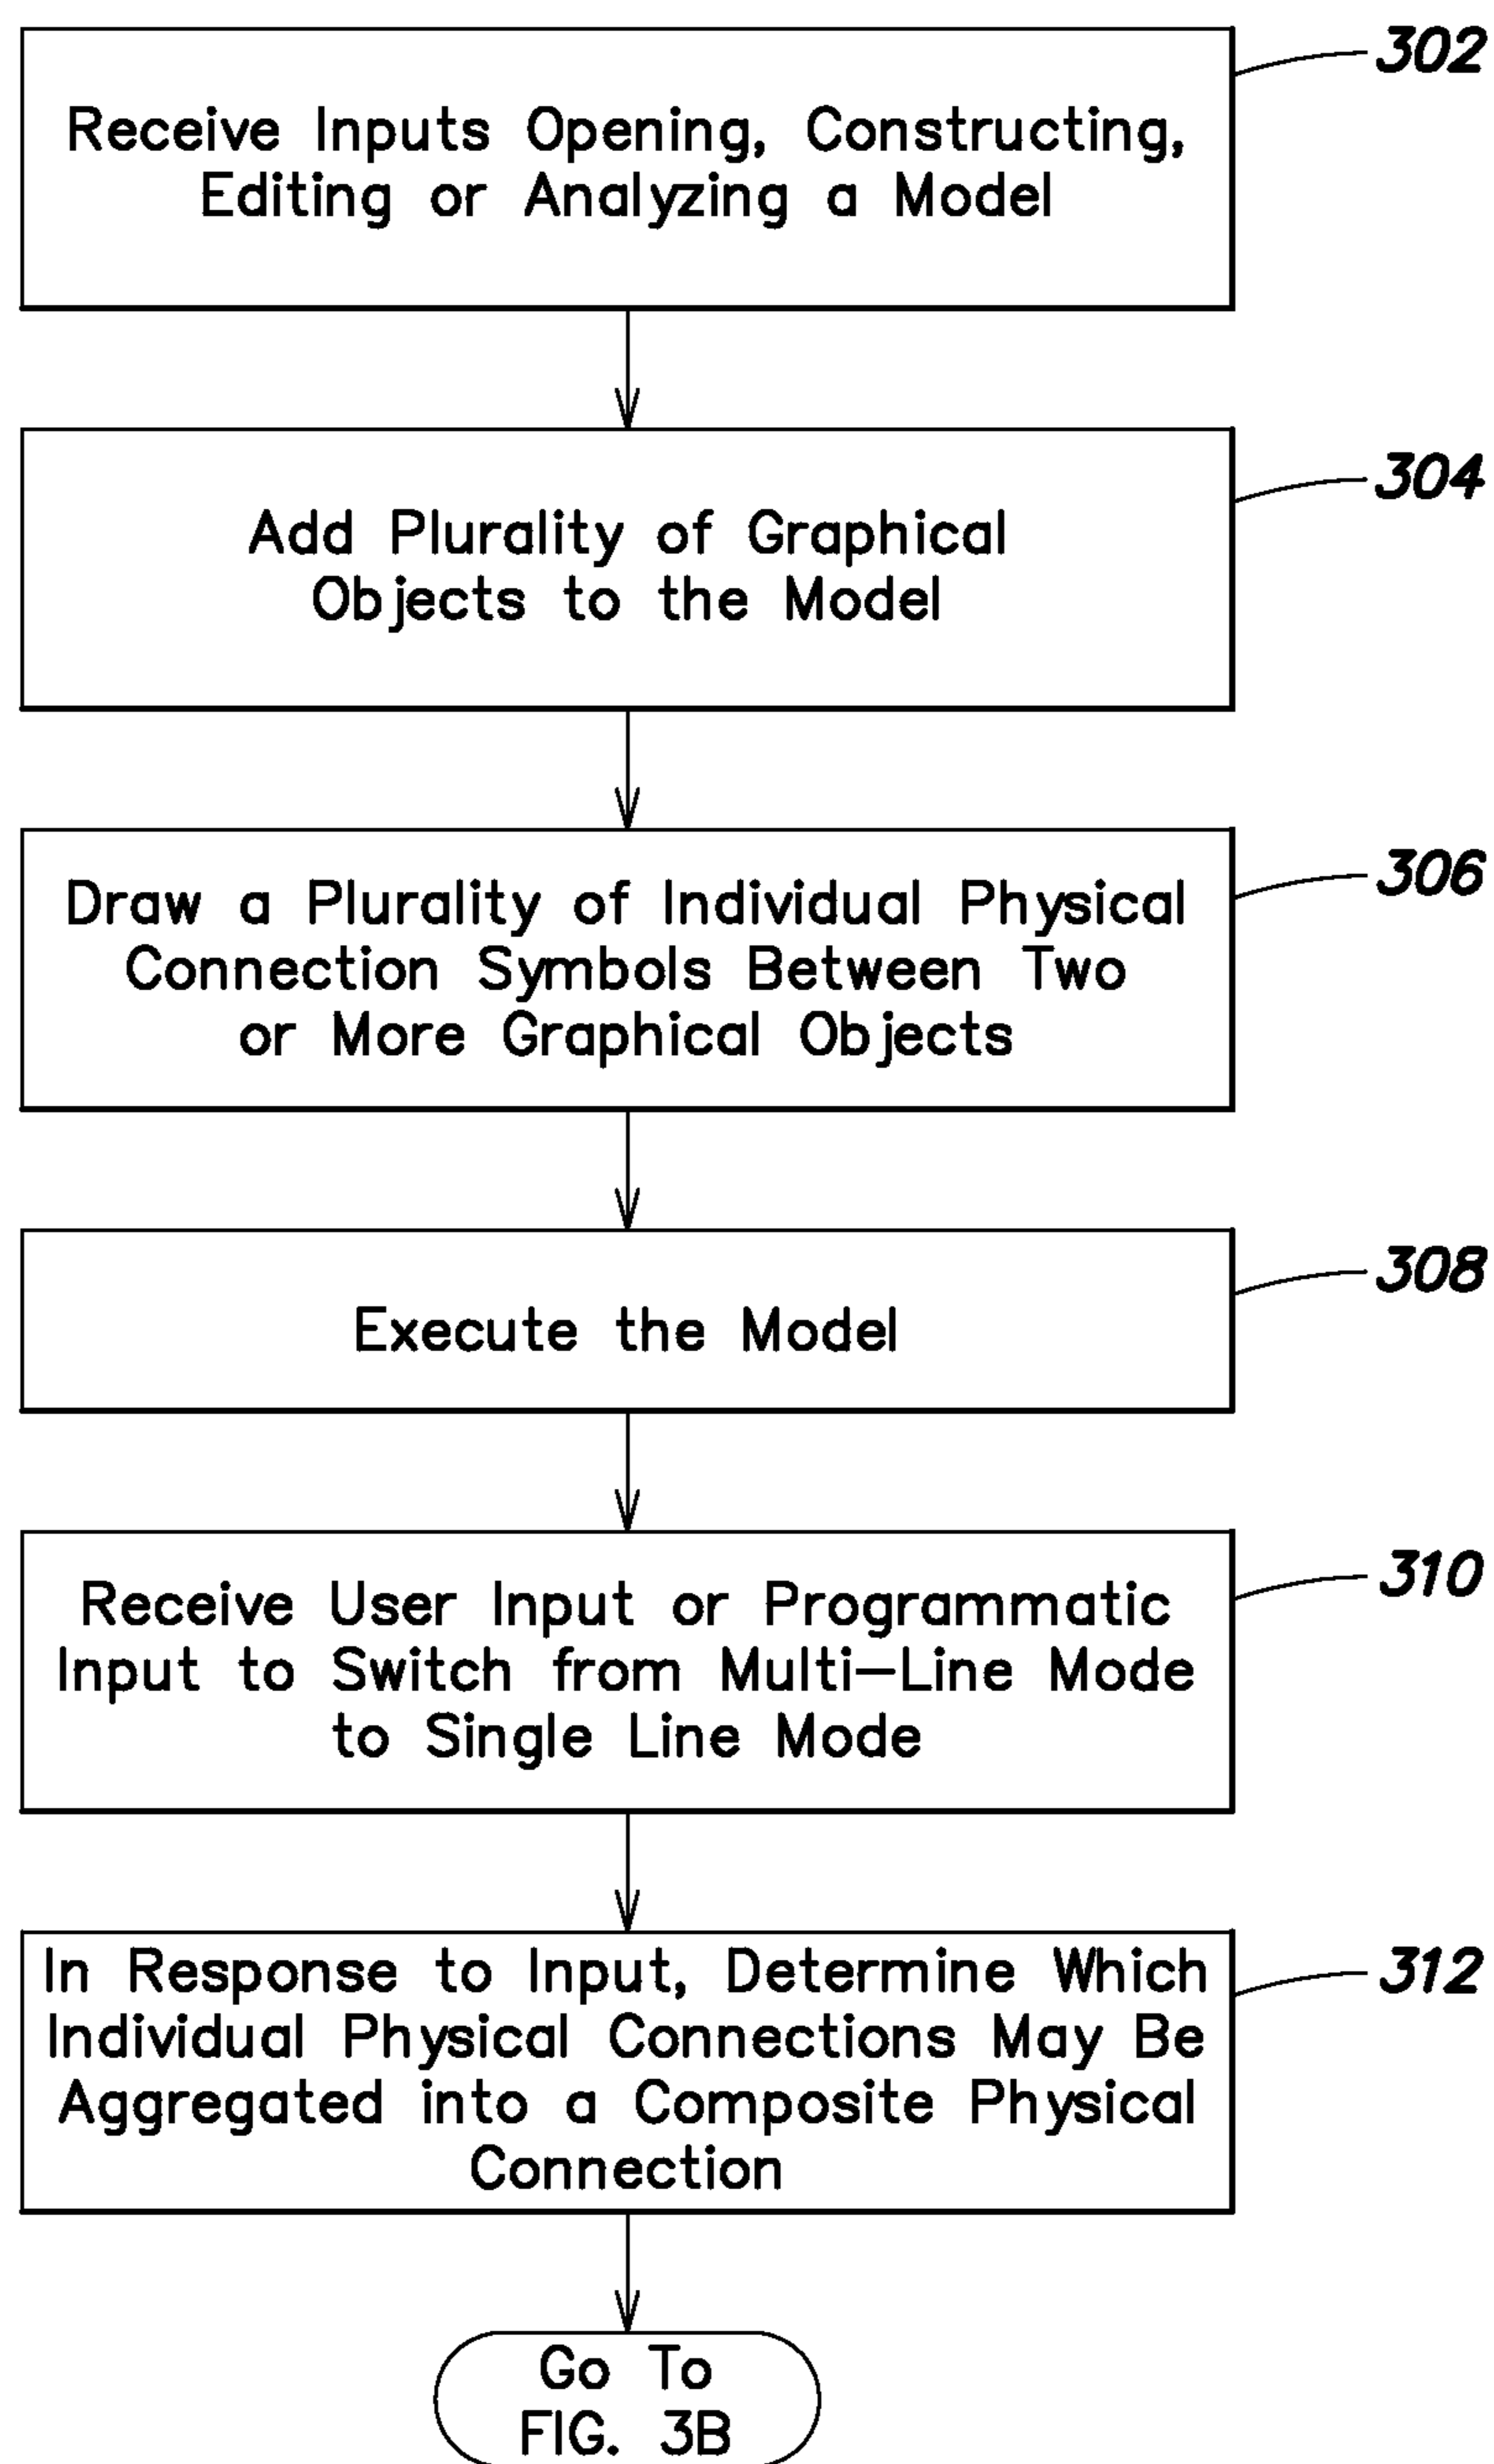 302
Receive Inputs Opening, Constructing,
Editing or Analyzing a Model
304
Add Plurality of Graphical
Objects to the Model
306
Draw a Plurality of Individual Physical
Connection Symbols Between Two
or More Graphical Objects
308
Execute the Model
310
Receive User Input or Programmatic
Input to Switch from Multi-Line Mode
to Single Line Mode
312
In Response to Input, Determine Which
Individual Physical Connections May Be
Aggregated into a Composite Physical
Connection
Go To
FIG. 3B